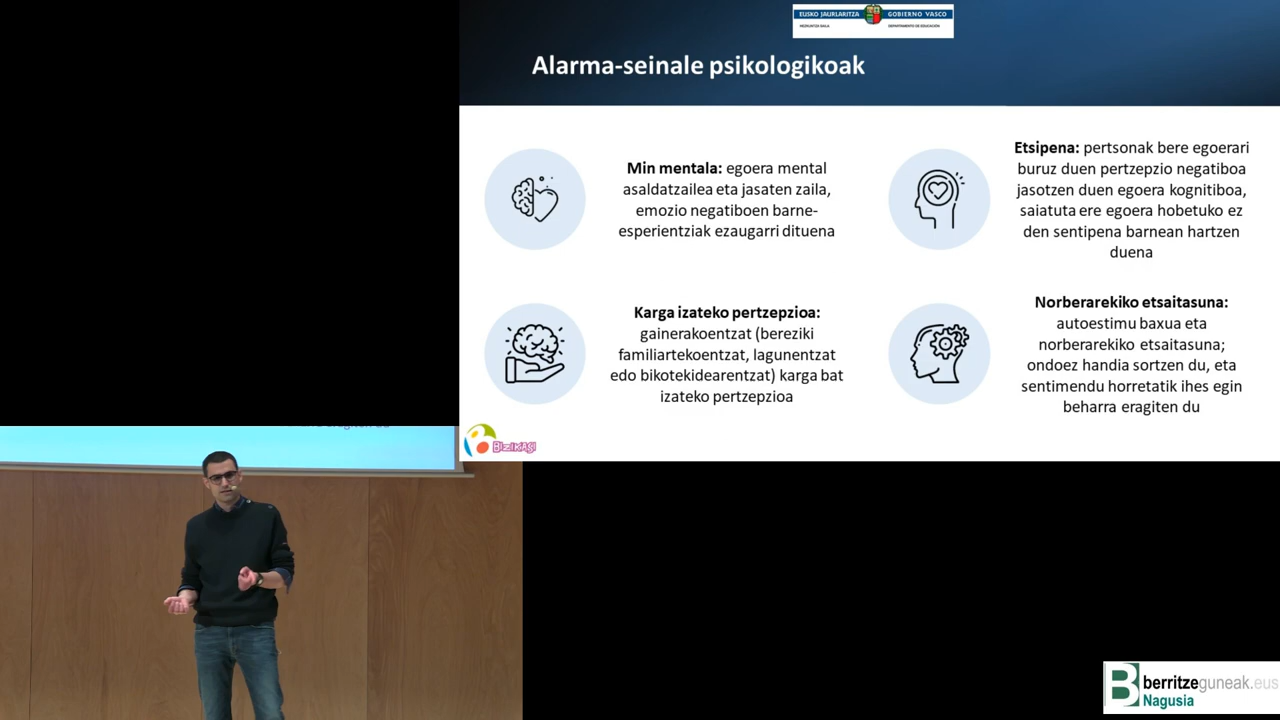 EUSKO JAURLARITZA
GOBIERNO VASCO
HEZKUNTZA SAILA
DEPARTAMENTO DE EDUCACIÓN
Alarma-seinale psikologikoak
Min mentala: egoera mental
asaldatzailea eta jasaten zaila,
emozio negatiboen barne-
esperientziak ezaugarri dituena
Etsipena: pertsonak bere egoerari
buruz duen pertzepzio negatiboa
jasotzen duen egoera kognitiboa,
saiatuta ere egoera hobetuko ez
den sentipena barnean hartzen
duena
Karga izateko pertzepzioa:
gainerakoentzat (bereziki
familiartekoentzat, lagunentzat
edo bikotekidearentzat) karga bat
izateko pertzepzioa
Norberarekiko etsaitasuna:
autoestimu baxua eta
norberarekiko etsaitasuna;
ondoez handia sortzen du, eta
sentimendu horretatik ihes egin
beharra eragiten du
BIZIKASI
berritzeguneak.eus
Nagusia